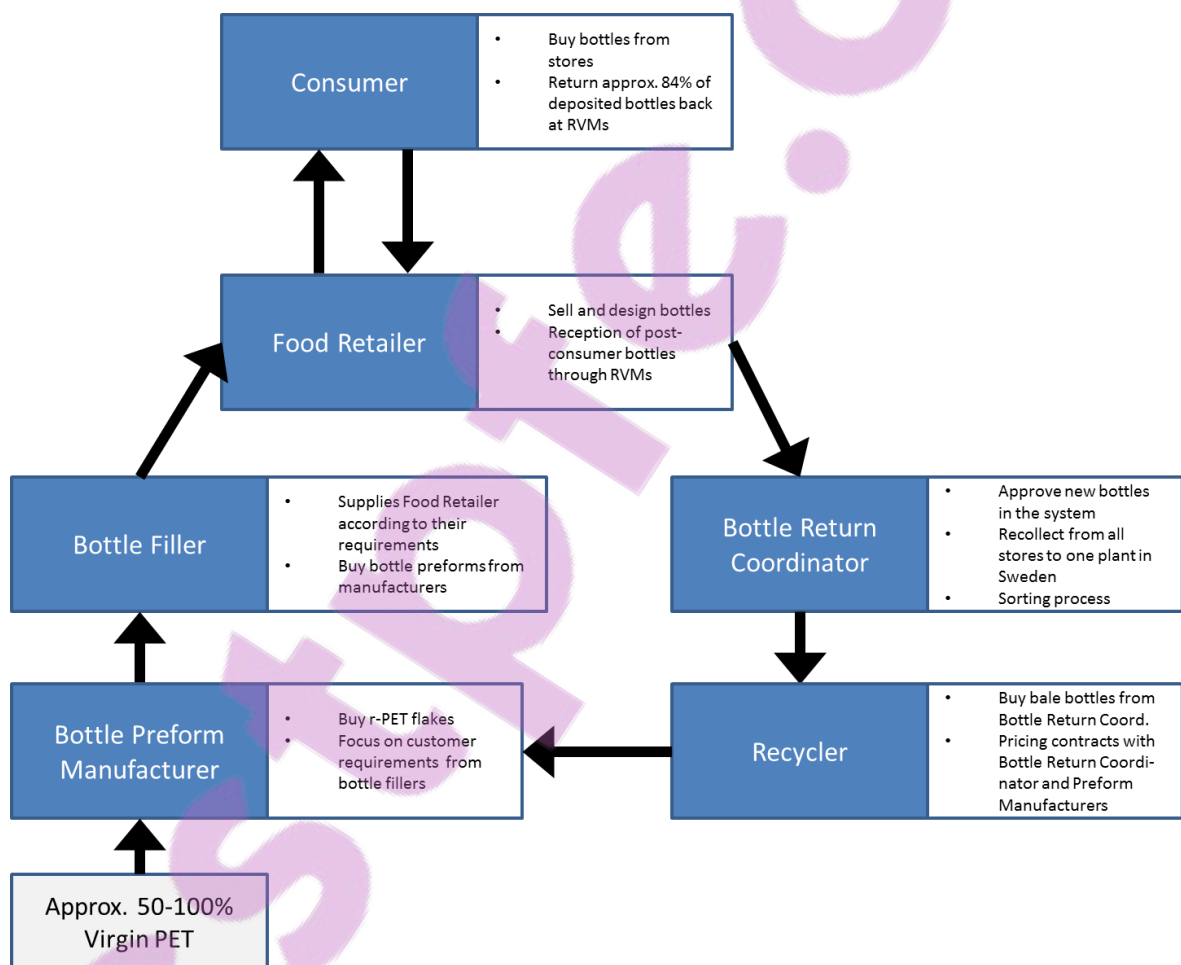 Consumer
• Buy bottles from
stores
• Return approx. 84% of
deposited bottles back
at RVMs
Food Retailer
• Sell and design bottles
• Reception of post-
consumer bottles
through RVMs
Bottle Filler
• Supplies Food Retailer
according to their
requirements
• Buy bottle preforms from
manufacturers
Bottle Return
Coordinator
• Approve new bottles
in the system
• Recollect from all
stores to one plant in
Sweden
• Sorting process
Bottle Preform
Manufacturer
• Buy r-PET flakes
• Focus on customer
requirements from
bottle fillers
Recycler
• Buy bale bottles from
Bottle Return Coord.
• Pricing contracts with
Bottle Return Coordi-
nator and Preform
Manufacturers
Approx. 50-100%
Virgin PET